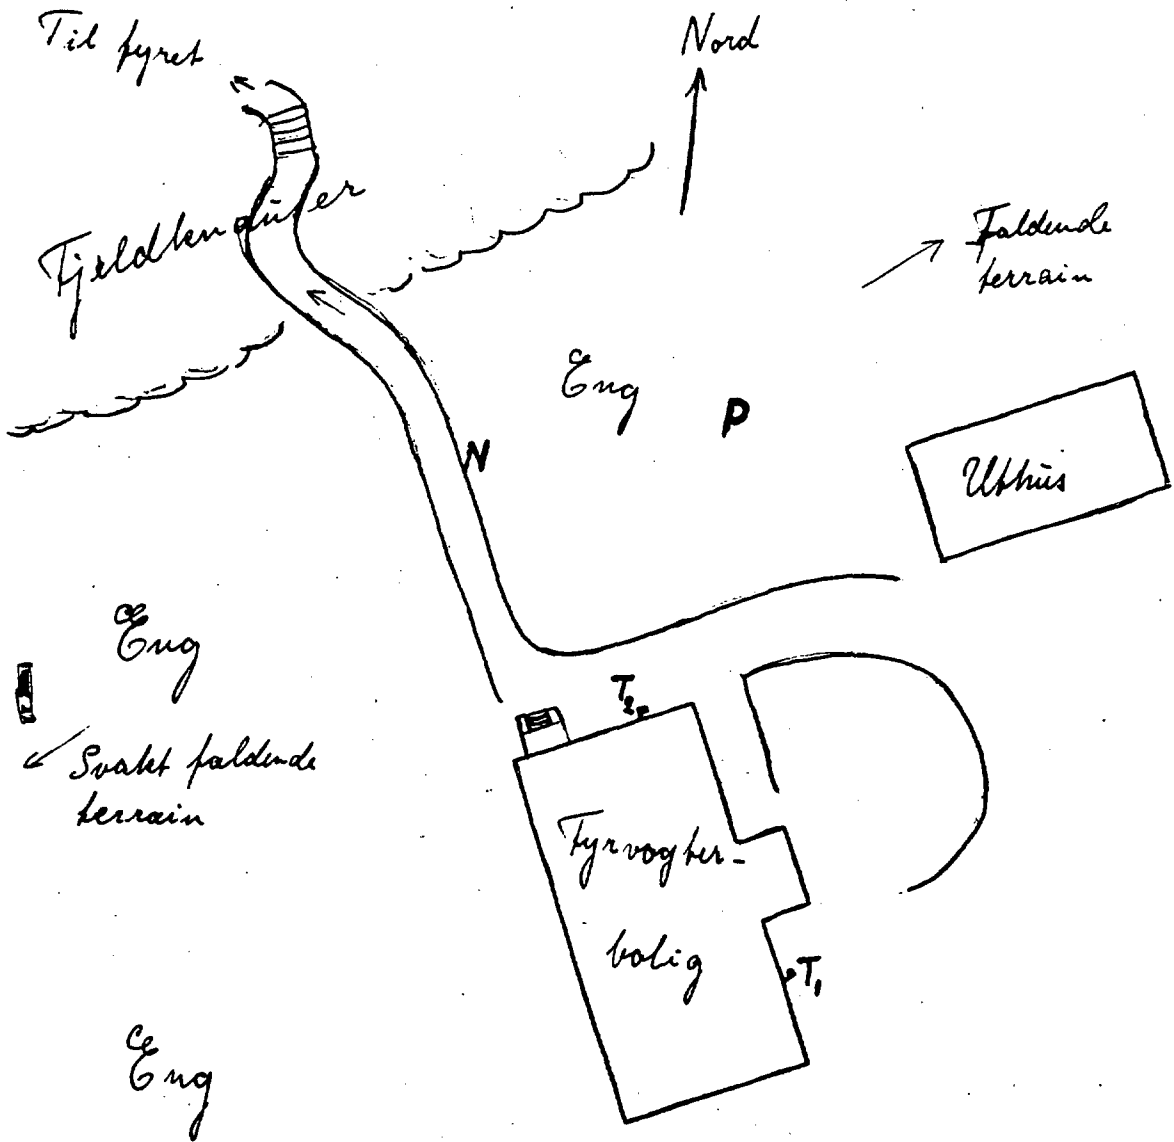 Til fyret
Nord
Fjeldknauser
Faldende
terrain
Eng
P
N
Uthus
Eng
T2
Svakt faldende
terrain
Fyrvogter-
bolig
T1
Eng